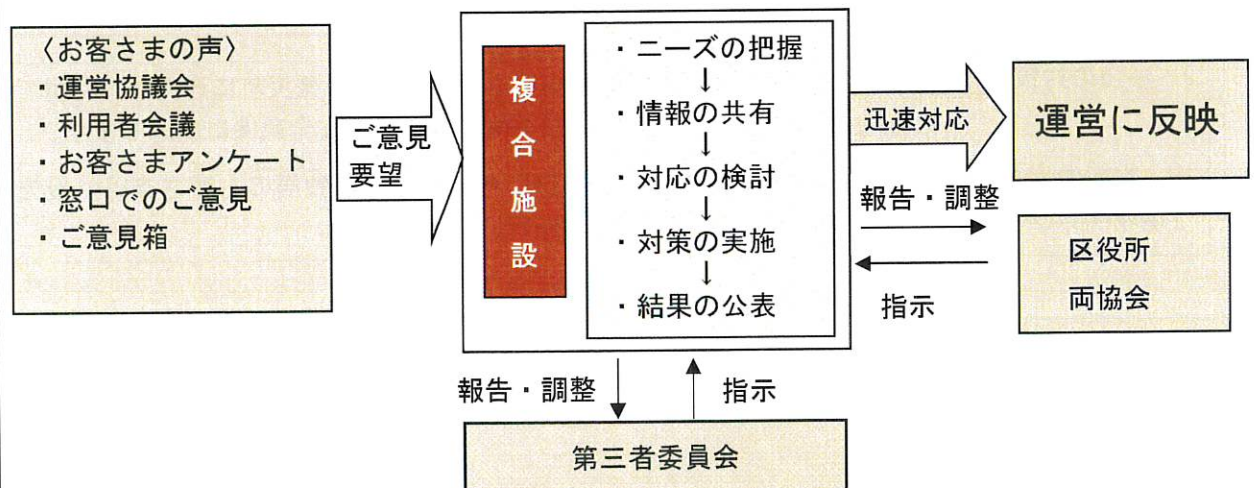 〈お客さまの声〉
・運営協議会
・利用者会議
・お客さまアンケート
・窓口でのご意見
・ご意見箱
ご意見
要望
複合施設
・ニーズの把握
↓
・情報の共有
↓
・対応の検討
↓
・対策の実施
↓
・結果の公表
迅速対応
運営に反映
報告・調整
指示
区役所
両協会
報告・調整
指示
第三者委員会